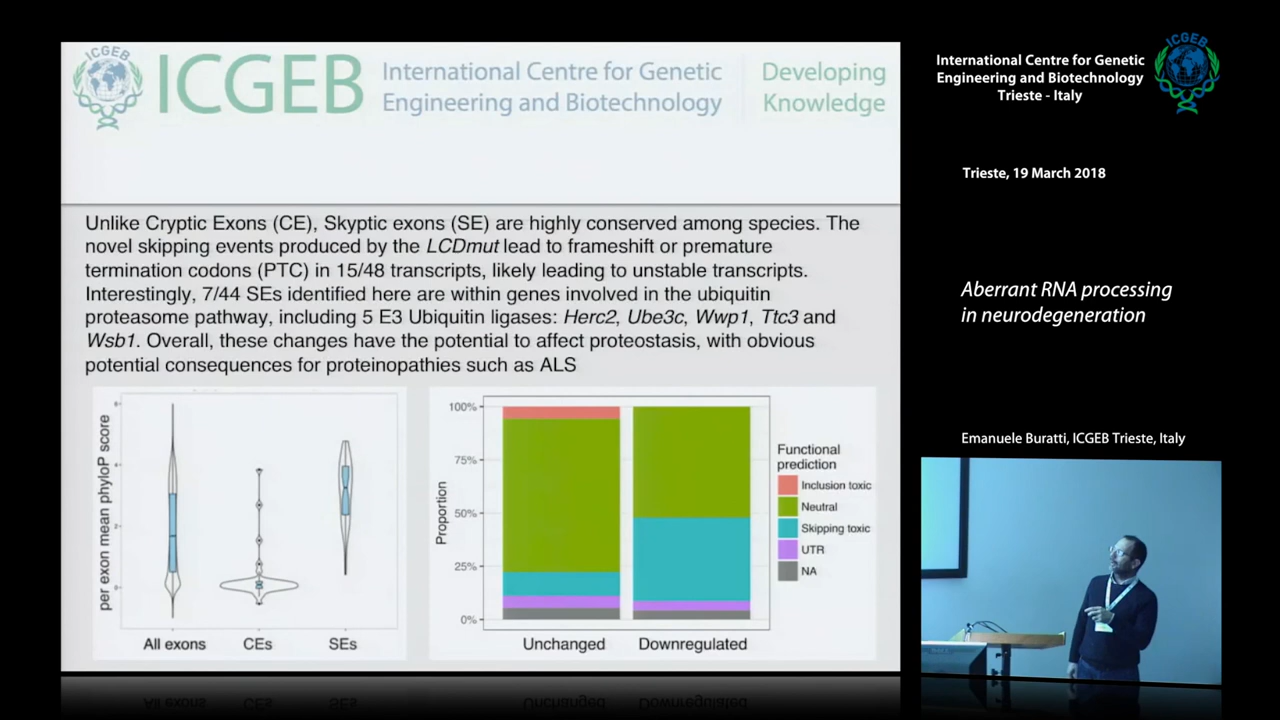 ICGEB
ICGEB
International Centre for Genetic
Engineering and Biotechnology
Developing
Knowledge
Unlike Cryptic Exons (CE), Skyptic exons (SE) are highly conserved among species. The
novel skipping events produced by the LCDmut lead to frameshift or premature
termination codons (PTC) in 15/48 transcripts, likely leading to unstable transcripts.
Interestingly, 7/44 SEs identified here are within genes involved in the ubiquitin
proteasome pathway, including 5 E3 Ubiquitin ligases: Herc2, Ube3c, Wwp1, Ttc3 and
Wsb1. Overall, these changes have the potential to affect proteostasis, with obvious
potential consequences for proteinopathies such as ALS
per exon mean phyloP score
2
0
All exons
CEs
SEs
Proportion
100%
75%
50%
25%
0%
Unchanged
Downregulated
Functional
prediction
Inclusion toxic
Neutral
Skipping toxic
UTR
NA
International Centre for Genetic
Engineering and Biotechnology
Trieste - Italy
ICGEB
Trieste, 19 March 2018
Aberrant RNA processing
in neurodegeneration
Emanuele Buratti, ICGEB Trieste, Italy